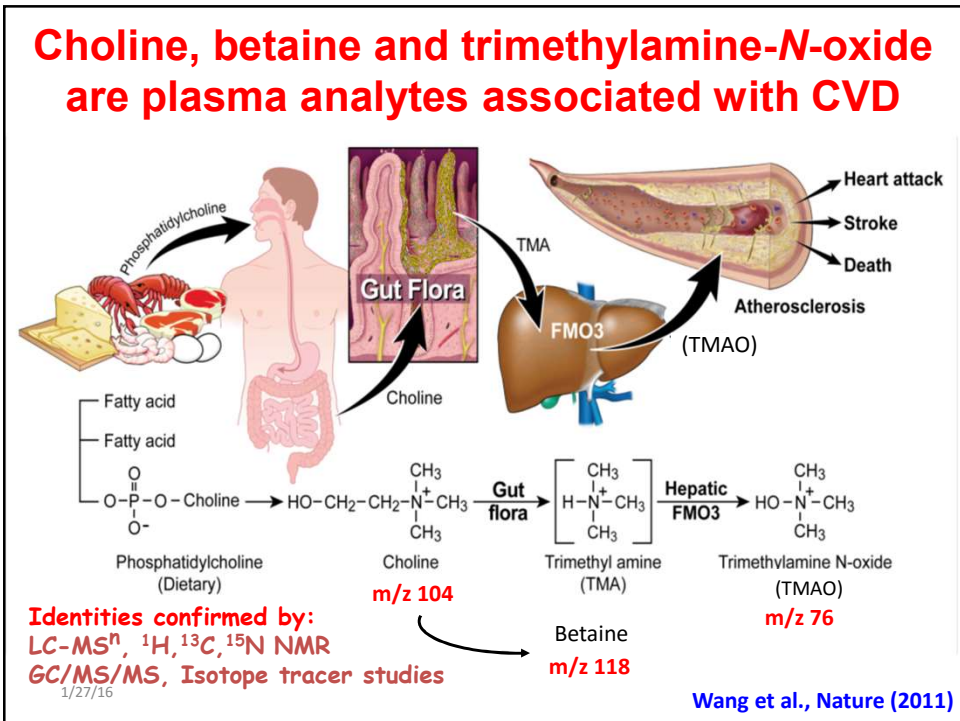 Choline, betaine and trimethylamine-N-oxide
are plasma analytes associated with CVD
Phosphatidylcholine
Gut Flora
Choline
TMA
FMO3
(TMAO)
Heart attack
Stroke
Death
Atherosclerosis
Fatty acid
Fatty acid
O
O–P–O–Choline
O-
Phosphatidylcholine
(Dietary)
CH3
HO–CH2–CH2–N+–CH3
CH3
Choline
m/z 104
Gut
flora
CH3
H–N+–CH3
CH3
Trimethyl amine
(TMA)
Hepatic
FMO3
CH3
HO–N+–CH3
CH3
Trimethylamine N-oxide
(TMAO)
m/z 76
Betaine
m/z 118
Identities confirmed by:
LC-MSn, 1H,13C,15N NMR
GC/MS/MS, Isotope tracer studies
1/27/16
Wang et al., Nature (2011)